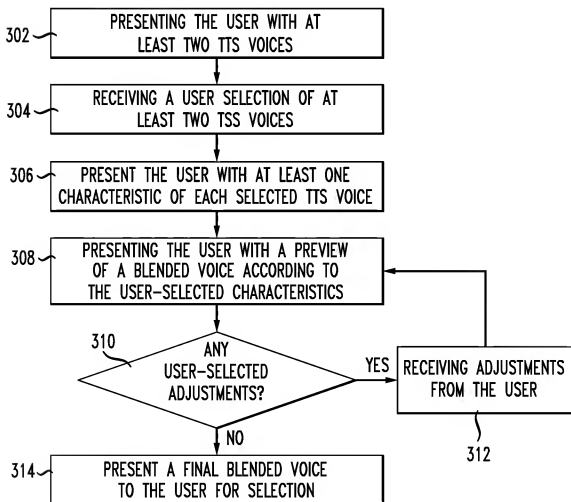 302
PRESENTING THE USER WITH AT
LEAST TWO TTS VOICES
304
RECEIVING A USER SELECTION OF AT
LEAST TWO TSS VOICES
306
PRESENT THE USER WITH AT LEAST ONE
CHARACTERISTIC OF EACH SELECTED TTS VOICE
308
PRESENTING THE USER WITH A PREVIEW
OF A BLENDED VOICE ACCORDING TO
THE USER-SELECTED CHARACTERISTICS
310
ANY
USER-SELECTED
ADJUSTMENTS?
YES
RECEIVING ADJUSTMENTS
FROM THE USER
312
NO
314
PRESENT A FINAL BLENDED VOICE
TO THE USER FOR SELECTION